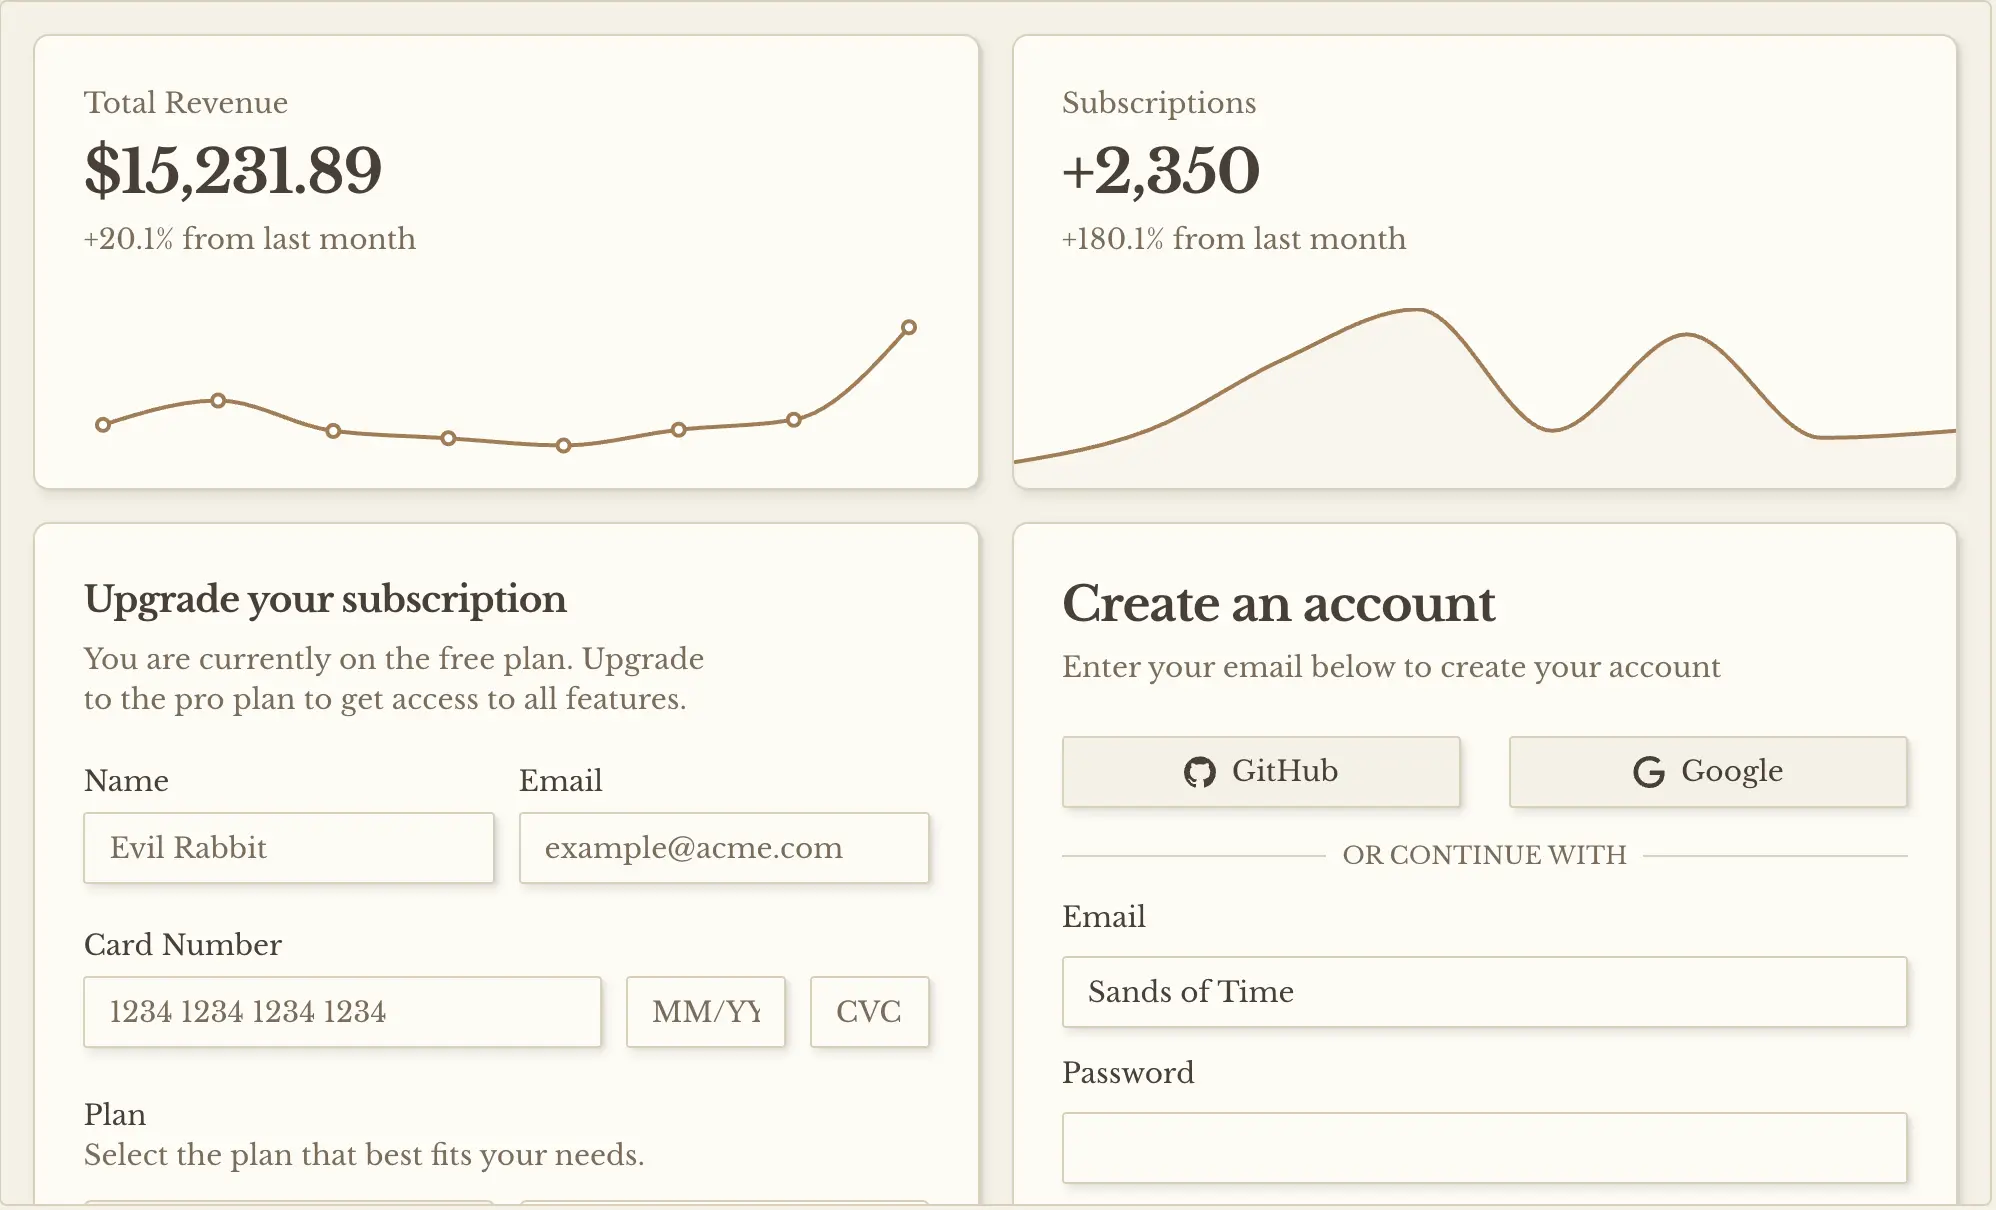 Total Revenue
$15,231.89
+20.1% from last month
Subscriptions
+2,350
+180.1% from last month
Upgrade your subscription
You are currently on the free plan. Upgrade
to the pro plan to get access to all features.
Name
Email
Evil Rabbit
example@acme.com
Card Number
1234 1234 1234 1234
MM/YY
CVC
Plan
Select the plan that best fits your needs.
Create an account
Enter your email below to create your account
GitHub
Google
OR CONTINUE WITH
Email
Sands of Time
Password